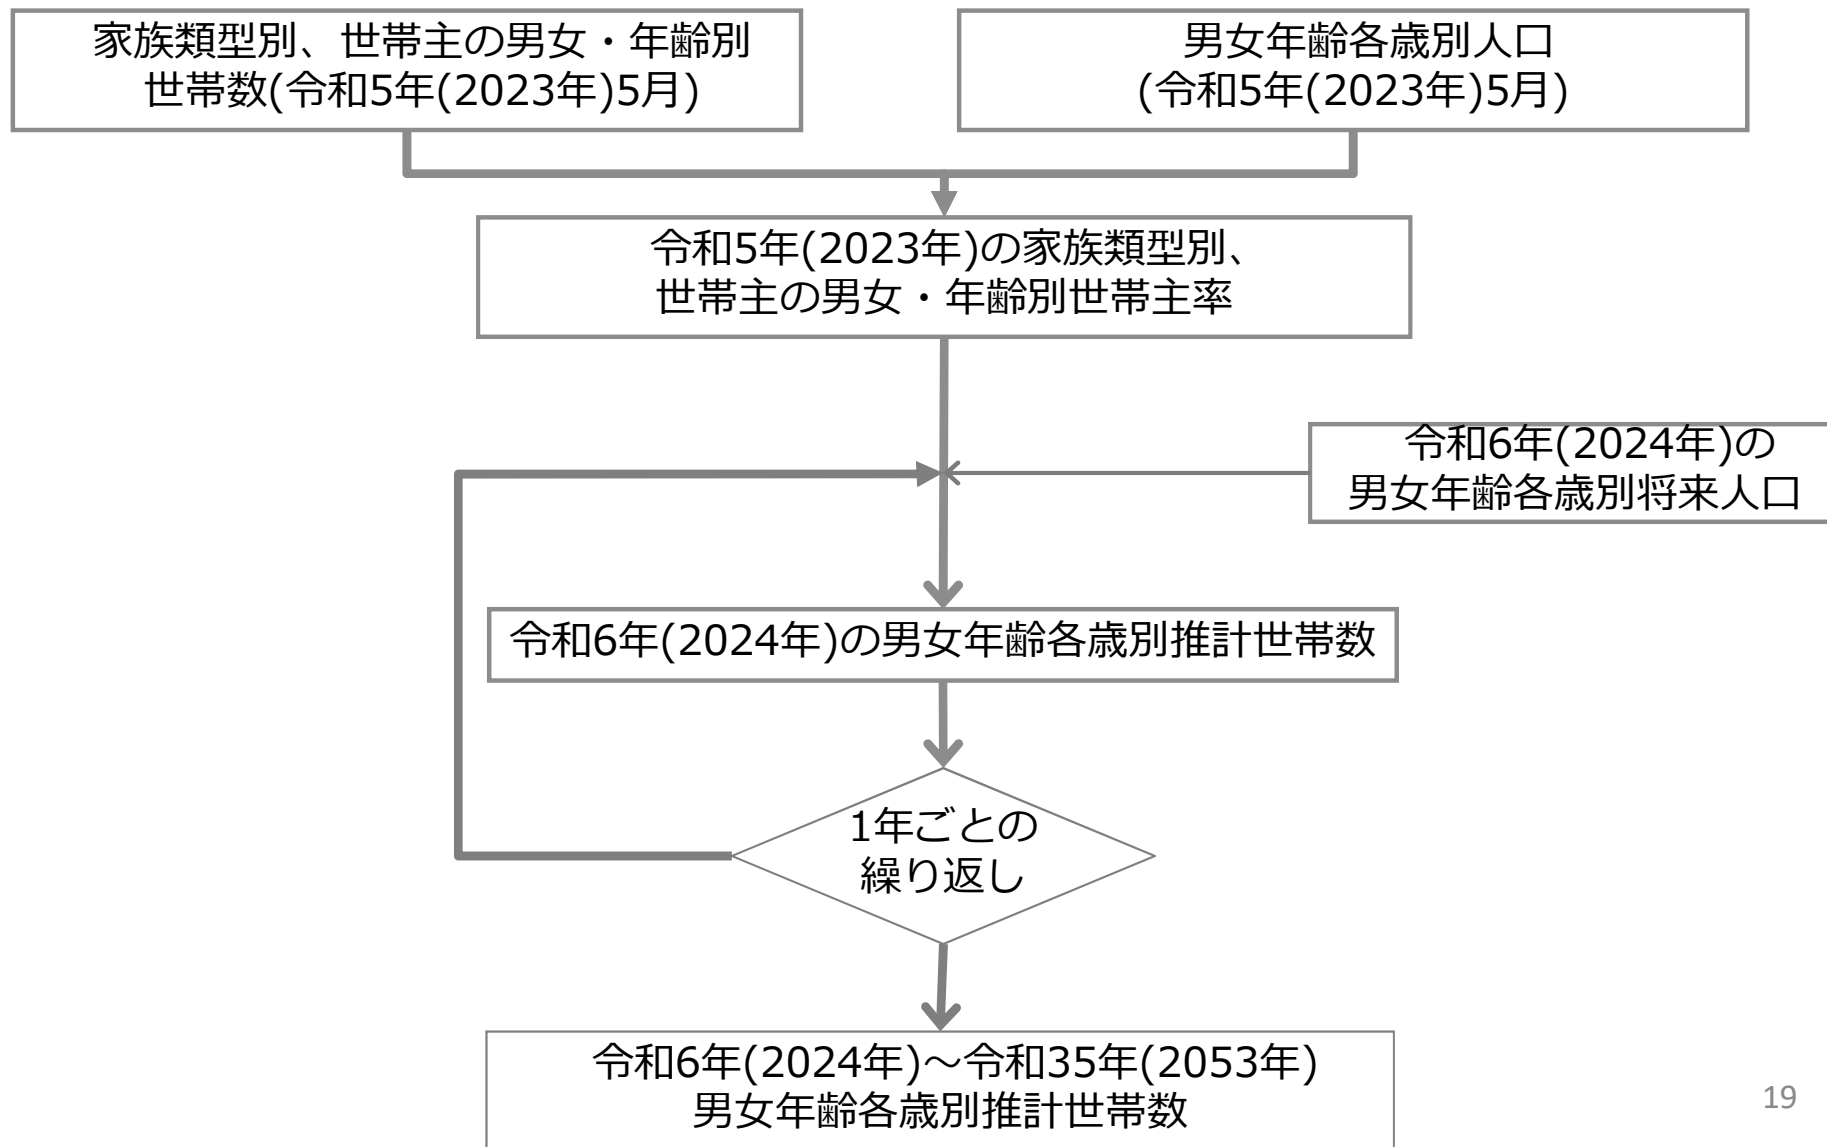 家族類型別、世帯主の男女・年齢別
世帯数(令和5年(2023年)5月)
男女年齢各歳別人口
(令和5年(2023年)5月)
令和5年(2023年)の家族類型別、
世帯主の男女・年齢別世帯主率
令和6年(2024年)の
男女年齢各歳別将来人口
令和6年(2024年)の男女年齢各歳別推計世帯数
1年ごとの
繰り返し
令和6年(2024年)～令和35年(2053年)
男女年齢各歳別推計世帯数
19